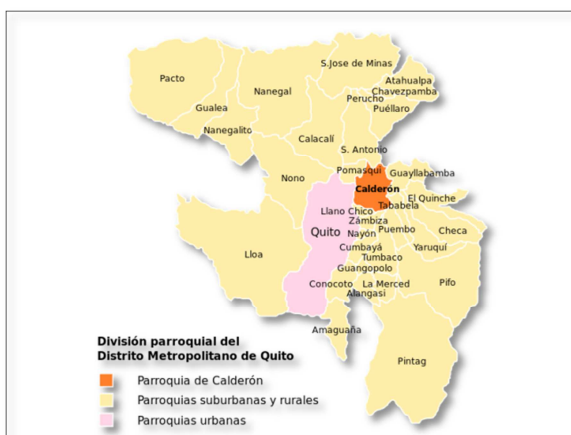 S.Jose de Minas
Pacto
Atahualpa
Nanegal
Chavezpamba
Perucho
Gualea
Puéllaro
Nanegalito
Calacalí
S. Antonio
Pomasqui
Guayllabamba
Nono
Calderón
El Quinche
Tababela
Llano Chico
Zámbiza
Quito
Nayón
Puembo
Checa
Cumbayá
Yaruquí
Lloa
Tumbaco
Guangopolo
Conocoto
La Merced
Pifo
Alangasi
Amaguaña
Pintag
División parroquial del
Distrito Metropolitano de Quito
Parroquia de Calderón
Parroquias suburbanas y rurales
Parroquias urbanas